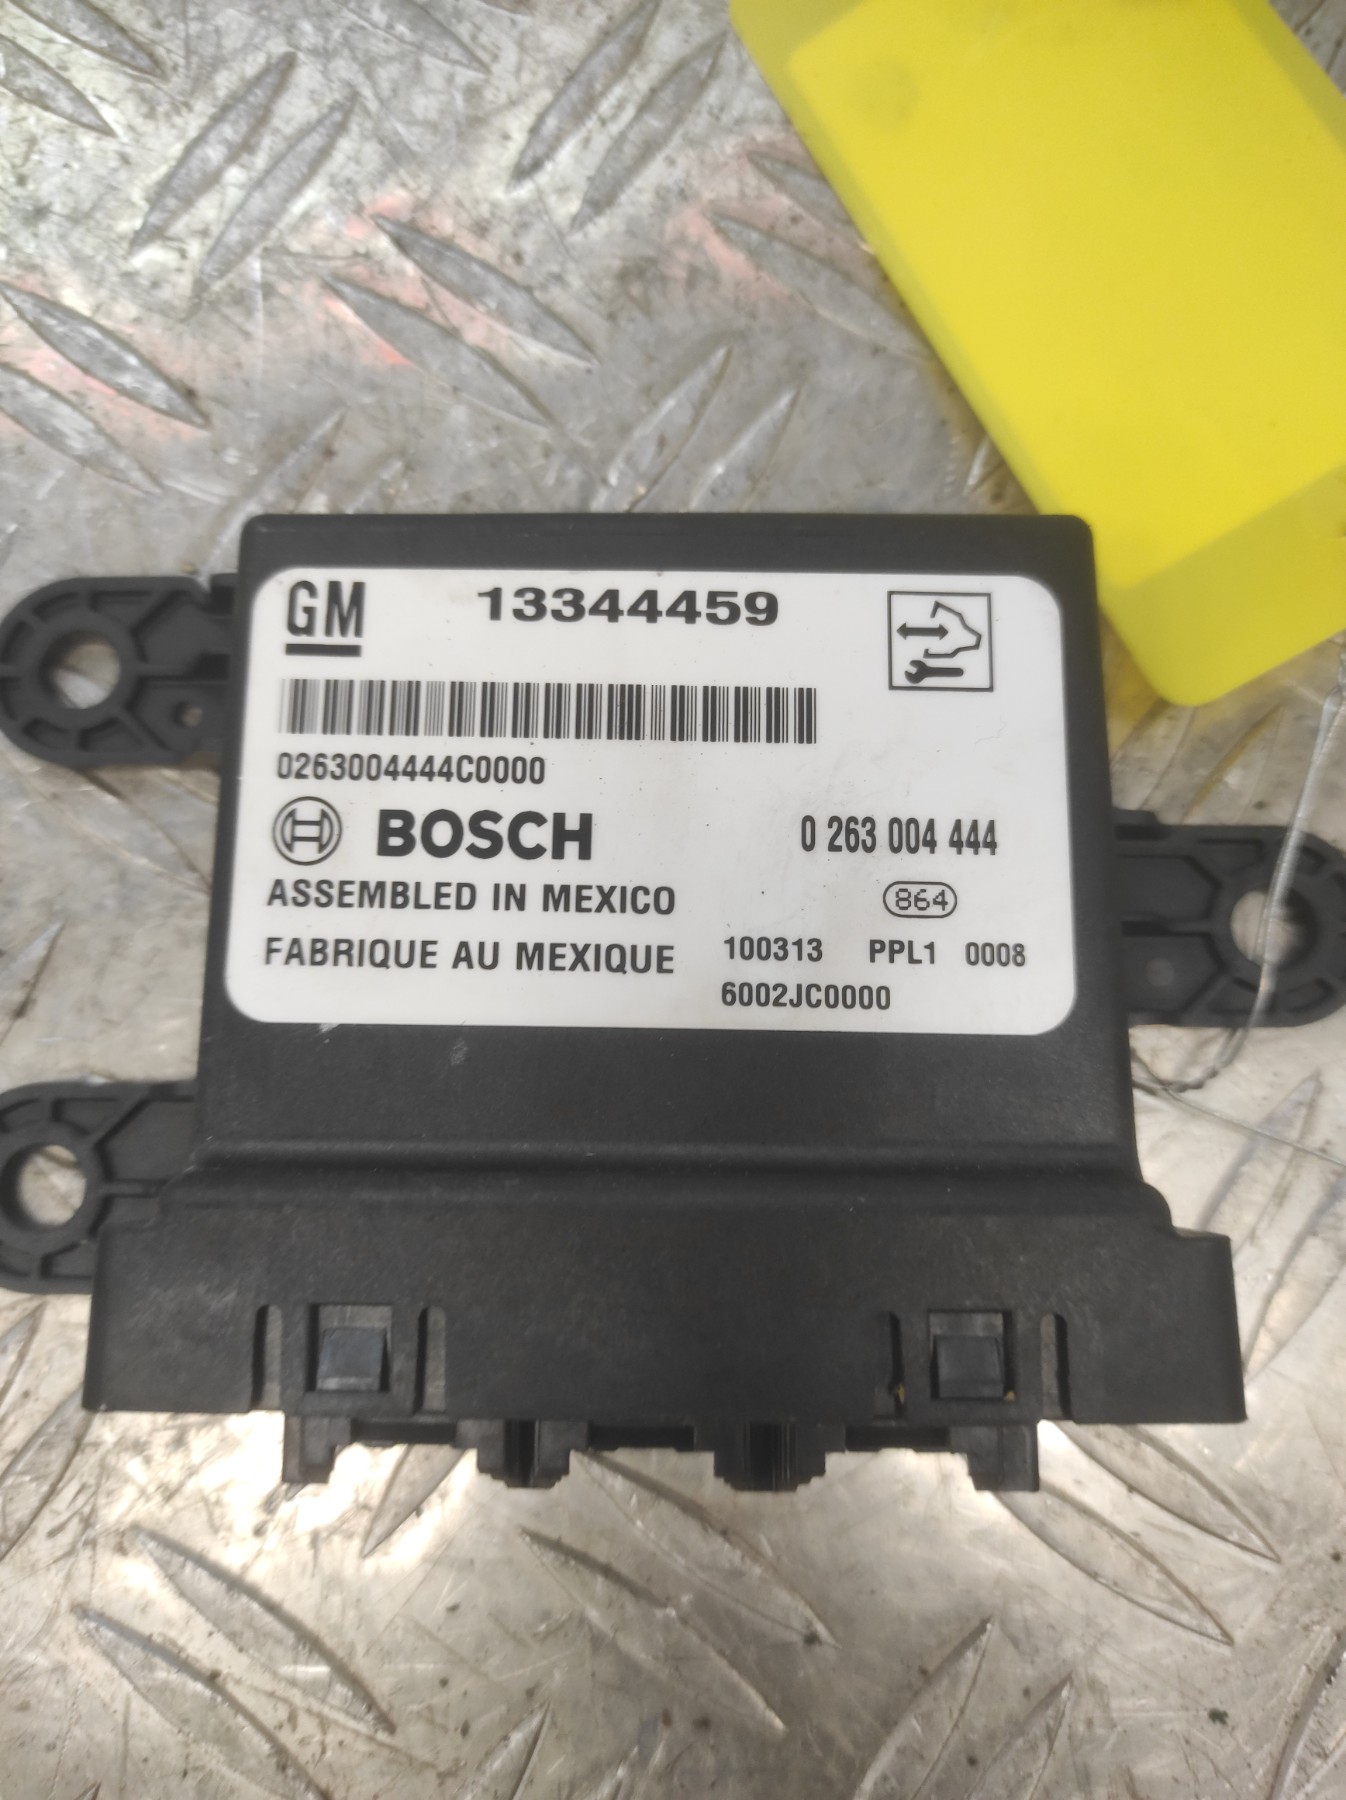 GM 13344459
0263004444C0000
BOSCH 0 263 004 444
ASSEMBLED IN MEXICO 864
FABRIQUE AU MEXIQUE 100313 PPL1 0008
6002JC0000